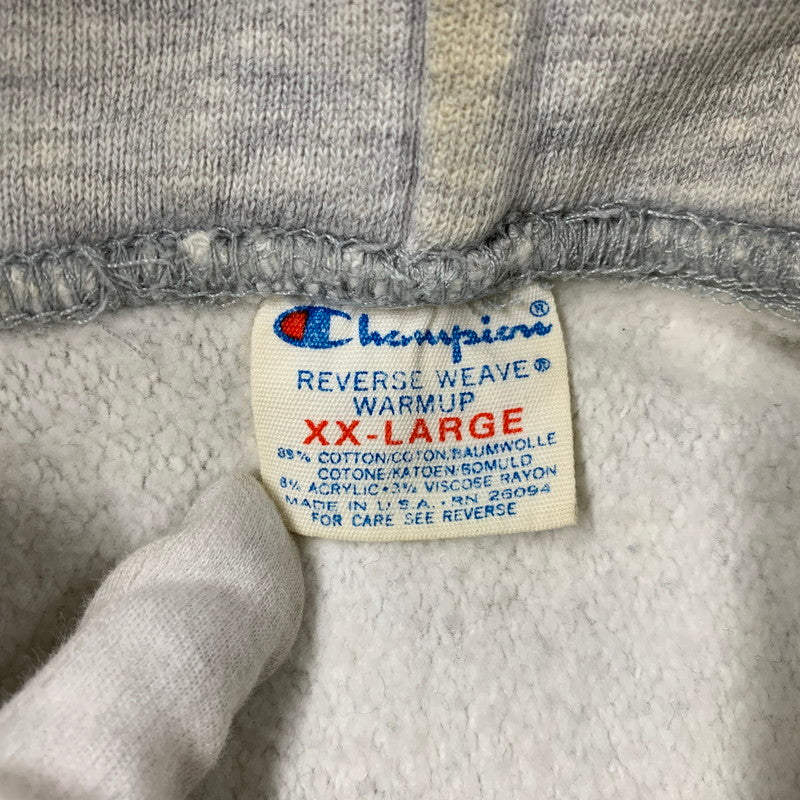 Champion®
REVERSE WEAVE®
WARMUP
XX-LARGE
89% COTTON/COTON/BAUMWOLLE
COTONE/KATOEN/BOMULD
8% ACRYLIC•3% VISCOSE RAYON
MADE IN U.S.A.•RN 26094
FOR CARE SEE REVERSE